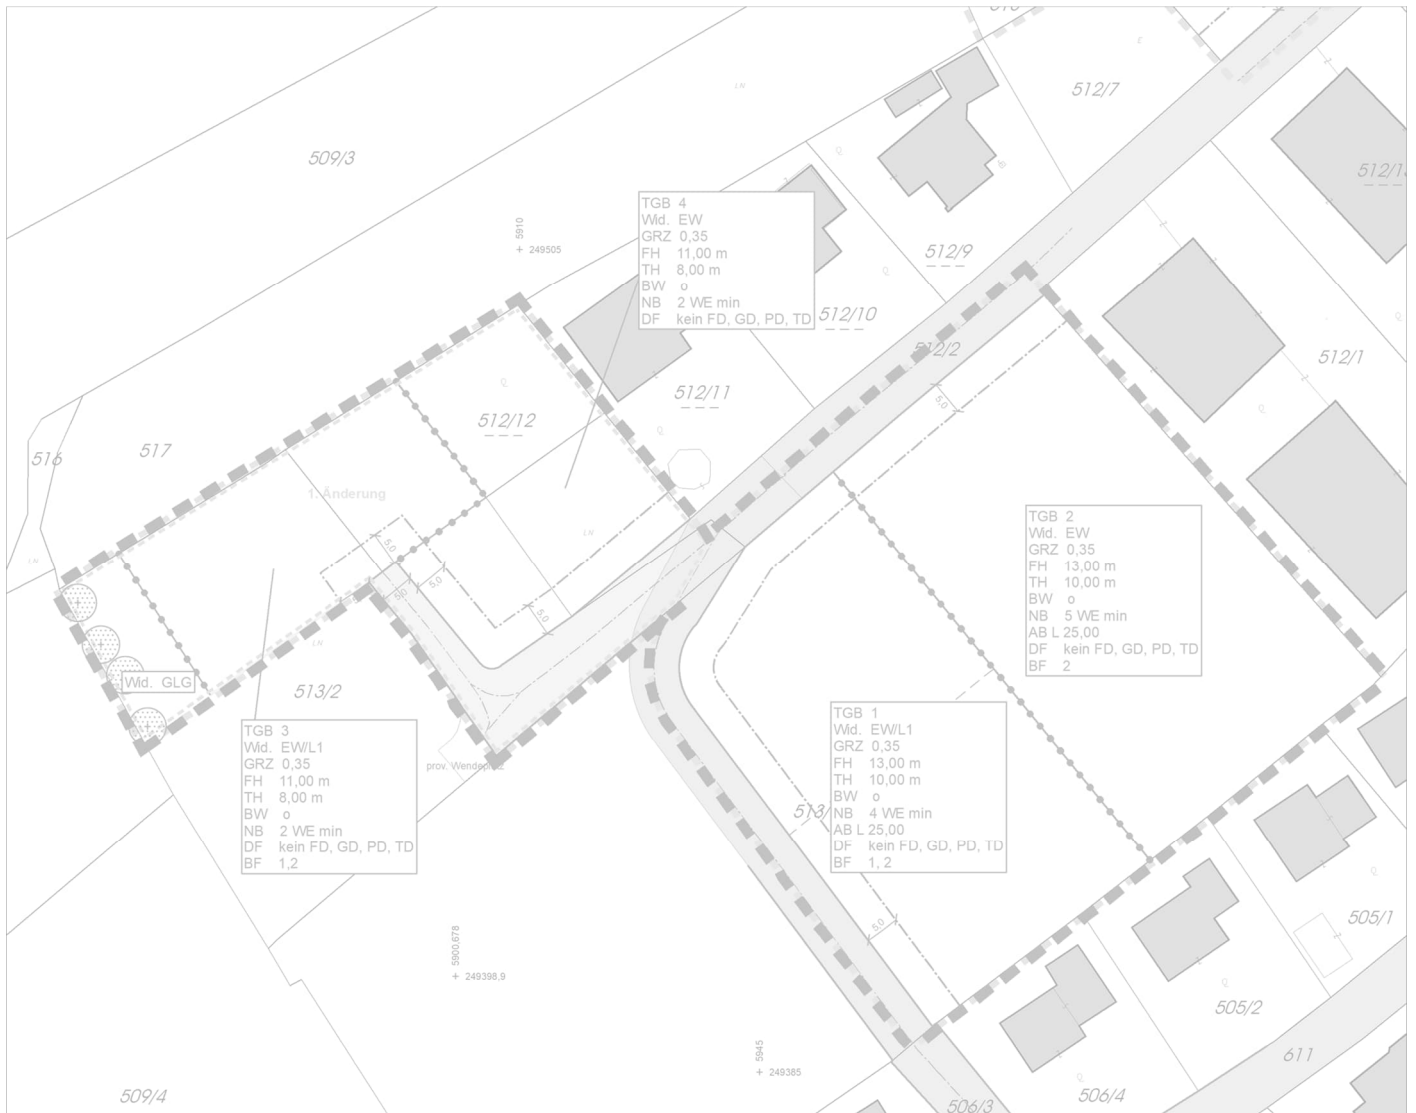 512/7
509/3
512/1
TGB 4
Wid. EW
GRZ 0,35
FH 11,00 m
TH 8,00 m
BW o
NB 2 WE min
DF kein FD, GD, PD, TD
5910
249505
512/9
512/10
512/2
512/1
512/11
512/12
516
517
1. Änderung
5,0
5,0
5,0
5,0
5,0
LN
LN
LN
LN
TGB 2
Wid. EW
GRZ 0,35
FH 13,00 m
TH 10,00 m
BW o
NB 5 WE min
AB L 25,00
DF kein FD, GD, PD, TD
BF 2
Wid. GLG
513/2
TGB 1
Wid. EW/L1
GRZ 0,35
FH 13,00 m
TH 10,00 m
BW o
NB 4 WE min
AB L 25,00
DF kein FD, GD, PD, TD
BF 1, 2
513/
TGB 3
Wid. EW/L1
GRZ 0,35
FH 11,00 m
TH 8,00 m
BW o
NB 2 WE min
DF kein FD, GD, PD, TD
BF 1,2
prov.
5,0
505/1
5900,678
249398,9
505/2
5945
249385
611
509/4
506/3
506/4